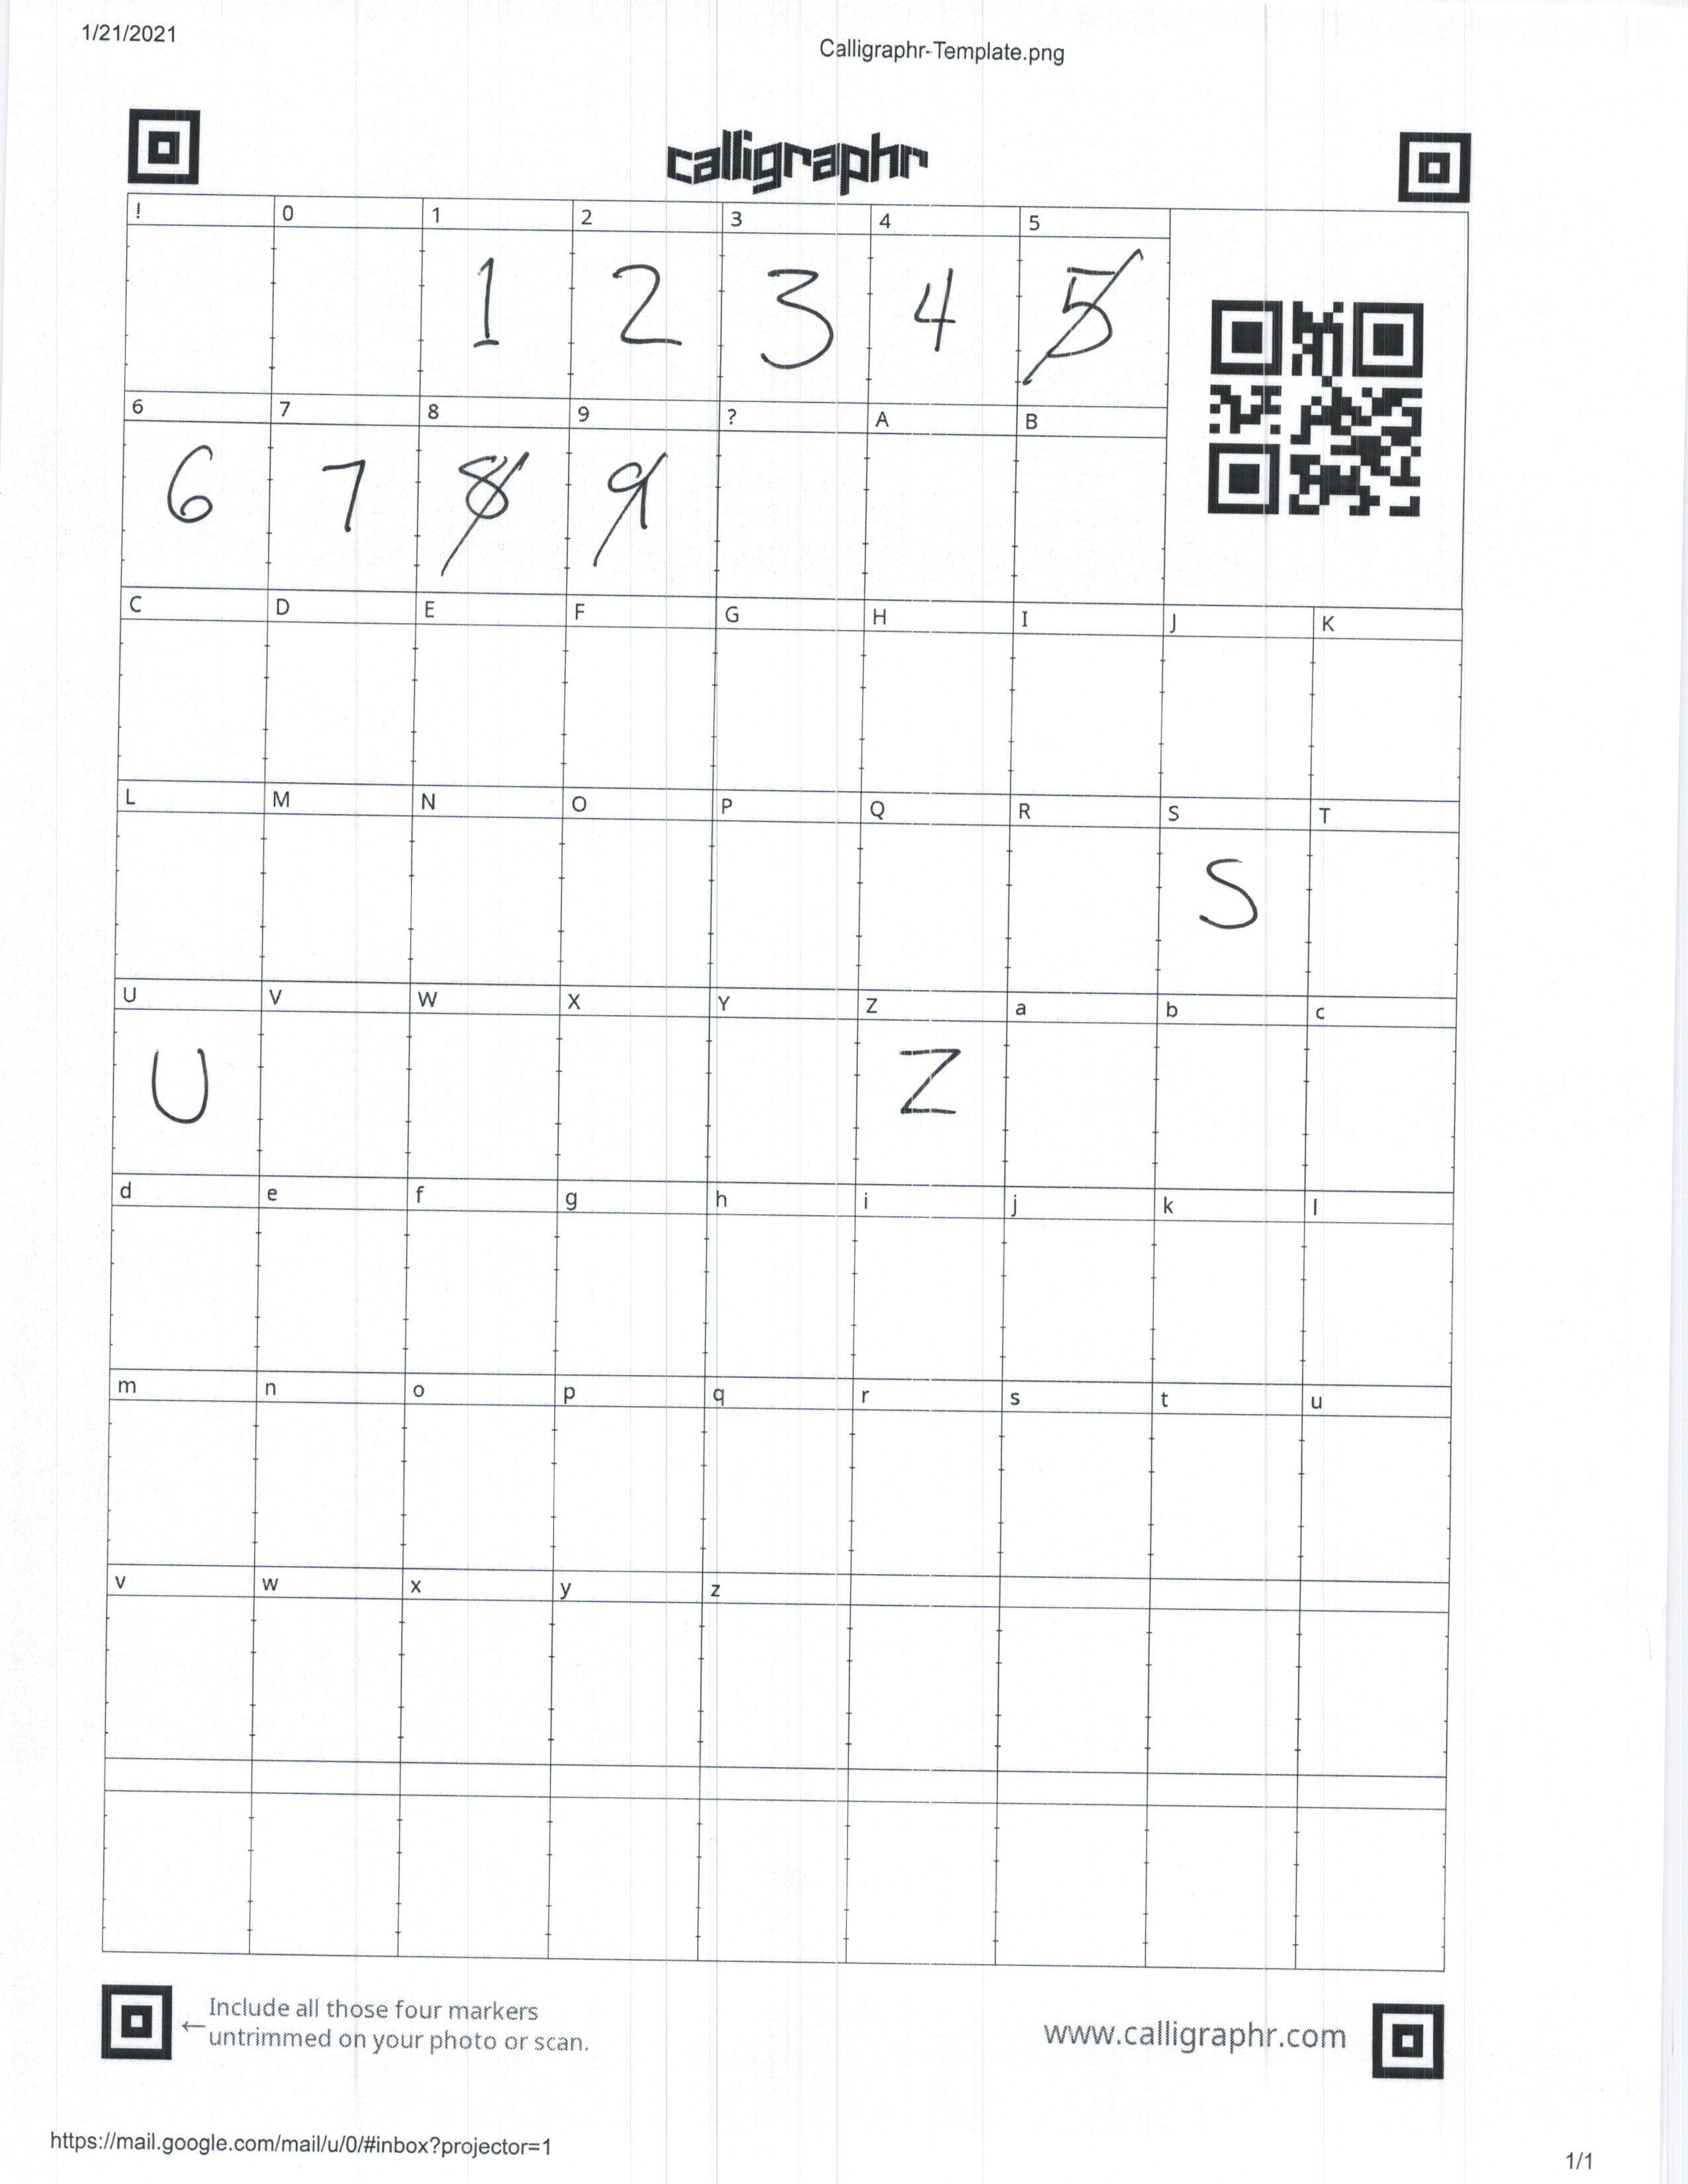 1/21/2021 Calligraphr-Template.png
calligraphr
! 0 1 2 3 4 5
1 2 3 4 5
6 7 8 9 ? A B
6 7 8 9
C D E F G H I J K
L M N O P Q R S T
S
U V W X Y Z a b c
U Z
d e f g h i j k l
m n o p q r s t u
v w x y z
← Include all those four markers
untrimmed on your photo or scan.
www.calligraphr.com
https://mail.google.com/mail/u/0/#inbox?projector=1 1/1